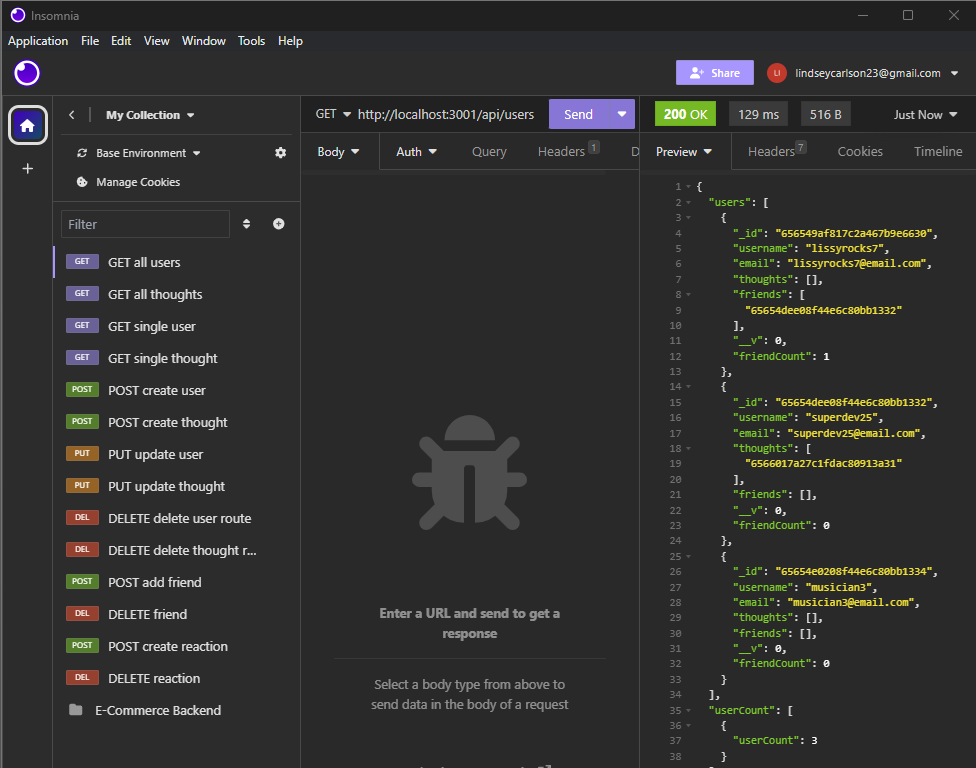 Insomnia
Application File Edit View Window Tools Help
Share
LI
lindseycarlson23@gmail.com
My Collection
Base Environment
Manage Cookies
Filter
GET GET all users
GET GET all thoughts
GET GET single user
GET GET single thought
POST POST create user
POST POST create thought
PUT PUT update user
PUT PUT update thought
DEL DELETE delete user route
DEL DELETE delete thought r...
POST POST add friend
DEL DELETE friend
POST POST create reaction
DEL DELETE reaction
E-Commerce Backend
GET http://localhost:3001/api/users Send
Body Auth Query Headers 1 D
Enter a URL and send to get a
response
Select a body type from above to
send data in the body of a request
200 OK 129 ms 516 B Just Now
Preview Headers 7 Cookies Timeline
1 {
2 "users": [
3 {
4 "_id": "656549af817c2a467b9e6630",
5 "username": "lissyrocks7",
6 "email": "lissyrocks7@email.com",
7 "thoughts": [],
8 "friends": [
9 "65654dee08f44e6c80bb1332"
10 ],
11 "__v": 0,
12 "friendCount": 1
13 },
14 {
15 "_id": "65654dee08f44e6c80bb1332",
16 "username": "superdev25",
17 "email": "superdev25@email.com",
18 "thoughts": [
19 "6566017a27c1fdac80913a31"
20 ],
21 "friends": [],
22 "__v": 0,
23 "friendCount": 0
24 },
25 {
26 "_id": "65654e0208f44e6c80bb1334",
27 "username": "musician3",
28 "email": "musician3@email.com",
29 "thoughts": [],
30 "friends": [],
31 "__v": 0,
32 "friendCount": 0
33 }
34 ],
35 "userCount": [
36 {
37 "userCount": 3
38 }